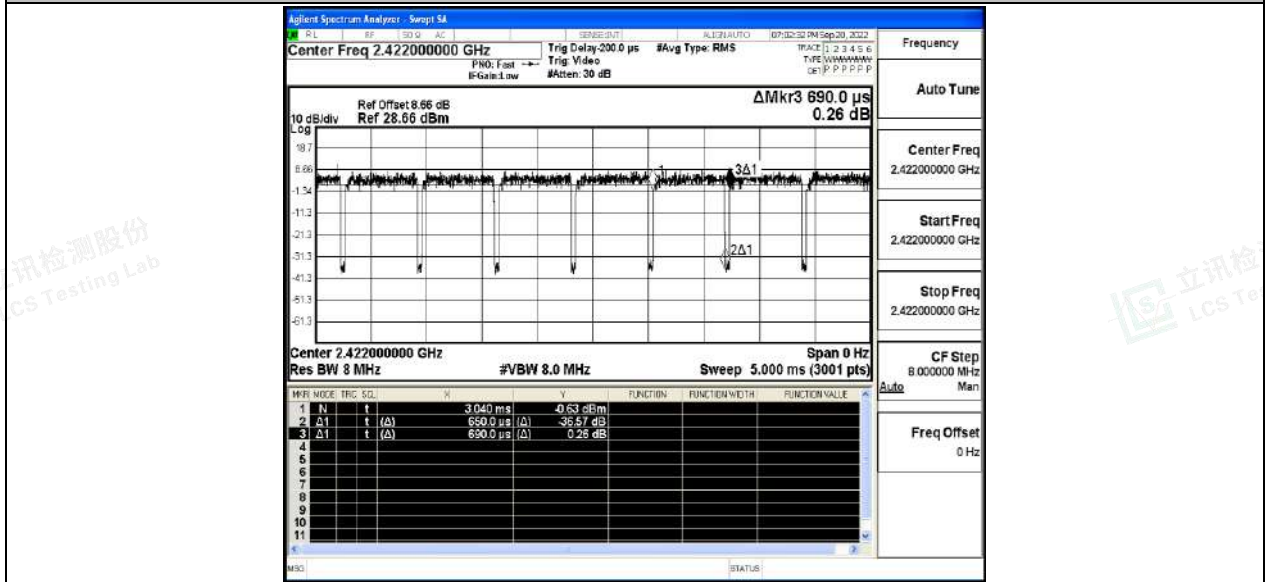 Agilent Spectrum Analyzer - Swept SA
RL RF 50 Ω AC SENSE:INT ALIGN AUTO 07:02:32 PM Sep 20, 2022
Center Freq 2.422000000 GHz
PNO: Fast
IFGain:Low
Trig Delay-200.0 µs
Trig: Video
#Atten: 30 dB
#Avg Type: RMS
TRACE 1 2 3 4 5 6
TYPE
DET P P P P P P
Frequency
Auto Tune
Center Freq
2.422000000 GHz
Start Freq
2.422000000 GHz
Stop Freq
2.422000000 GHz
CF Step
8.000000 MHz
Auto Man
Freq Offset
0 Hz
ΔMkr3 690.0 µs
0.26 dB
Ref Offset 8.66 dB
10 dB/div Ref 28.66 dBm
Log
18.7
8.66
-1.34
-11.3
-21.3
-31.3
-41.3
-51.3
-61.3
1
3Δ1
2Δ1
Center 2.422000000 GHz Span 0 Hz
Res BW 8 MHz #VBW 8.0 MHz Sweep 5.000 ms (3001 pts)
MKR MODE TRC SCL X Y FUNCTION FUNCTION WIDTH FUNCTION VALUE
1 N t 3.040 ms -0.63 dBm
2 Δ1 t (Δ) 650.0 µs (Δ) -36.57 dB
3 Δ1 t (Δ) 690.0 µs (Δ) 0.26 dB
4
5
6
7
8
9
10
11
MSG STATUS
立讯检测股份
LCS Testing Lab
LCS
立讯检
LCS Te